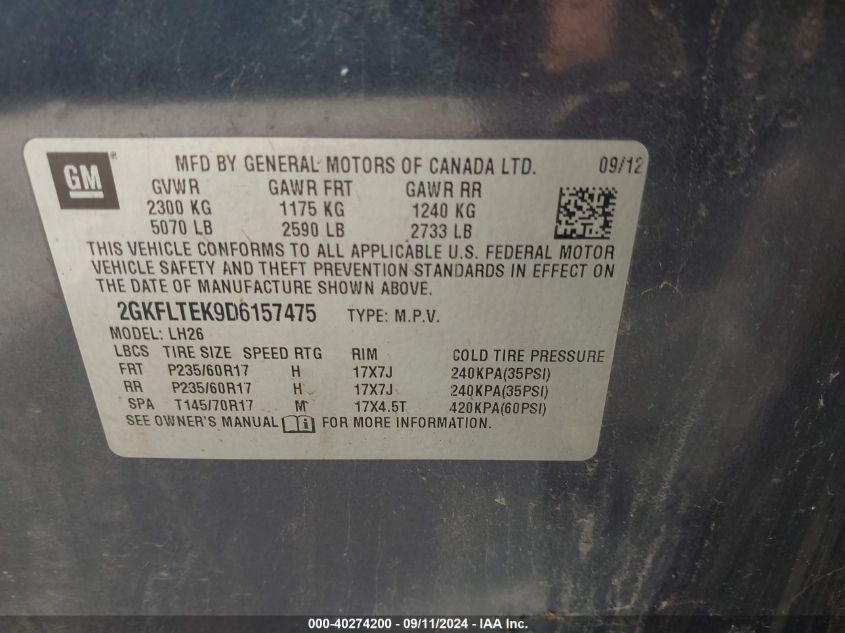 GM ®
MFD BY GENERAL MOTORS OF CANADA LTD. 09/12
GVWR GAWR FRT GAWR RR
2300 KG 1175 KG 1240 KG
5070 LB 2590 LB 2733 LB
THIS VEHICLE CONFORMS TO ALL APPLICABLE U.S. FEDERAL MOTOR
VEHICLE SAFETY AND THEFT PREVENTION STANDARDS IN EFFECT ON
THE DATE OF MANUFACTURE SHOWN ABOVE.
2GKFLTEK9D6157475 TYPE: M.P.V.
MODEL: LH26
LBCS TIRE SIZE SPEED RTG RIM COLD TIRE PRESSURE
FRT P235/60R17 H 17X7J 240KPA(35PSI)
RR P235/60R17 H 17X7J 240KPA(35PSI)
SPA T145/70R17 M 17X4.5T 420KPA(60PSI)
SEE OWNER'S MANUAL i FOR MORE INFORMATION.
000-40274200 - 09/11/2024 - IAA Inc.